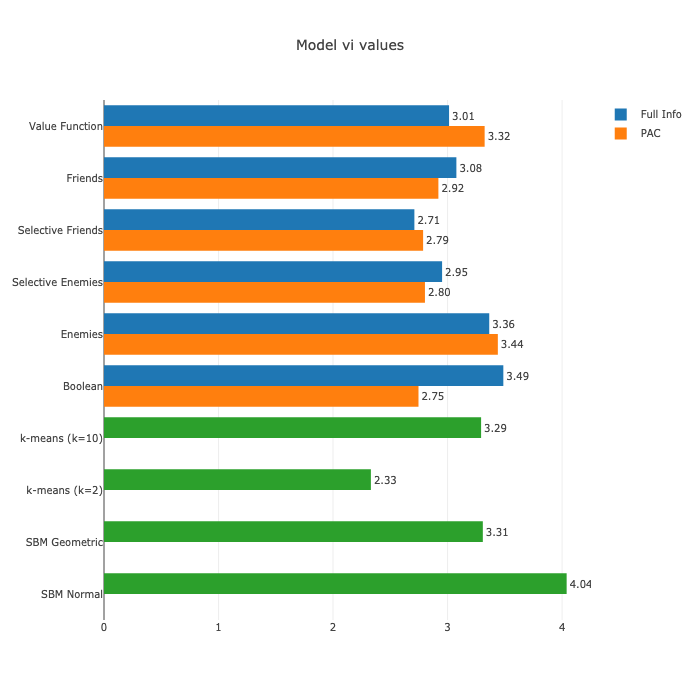 Model vi values
Full Info
PAC
Value Function
3.01
3.32
Friends
3.08
2.92
Selective Friends
2.71
2.79
Selective Enemies
2.95
2.80
Enemies
3.36
3.44
Boolean
3.49
2.75
k-means (k=10)
3.29
k-means (k=2)
2.33
SBM Geometric
3.31
SBM Normal
4.04
0 1 2 3 4